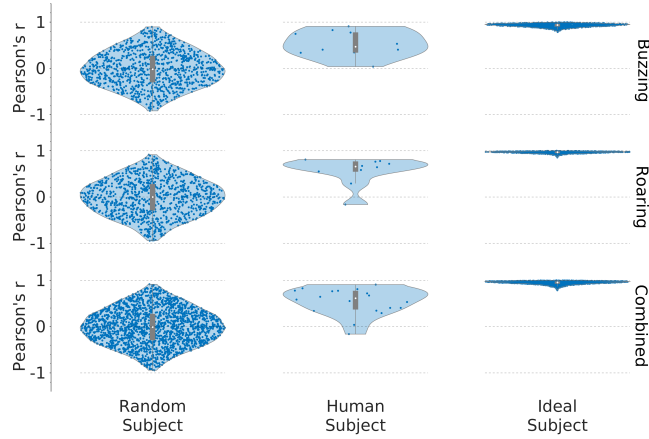 Pearson's r
1
0
-1
Buzzing
Pearson's r
1
0
-1
Roaring
Pearson's r
1
0
-1
Combined
Random
Subject
Human
Subject
Ideal
Subject